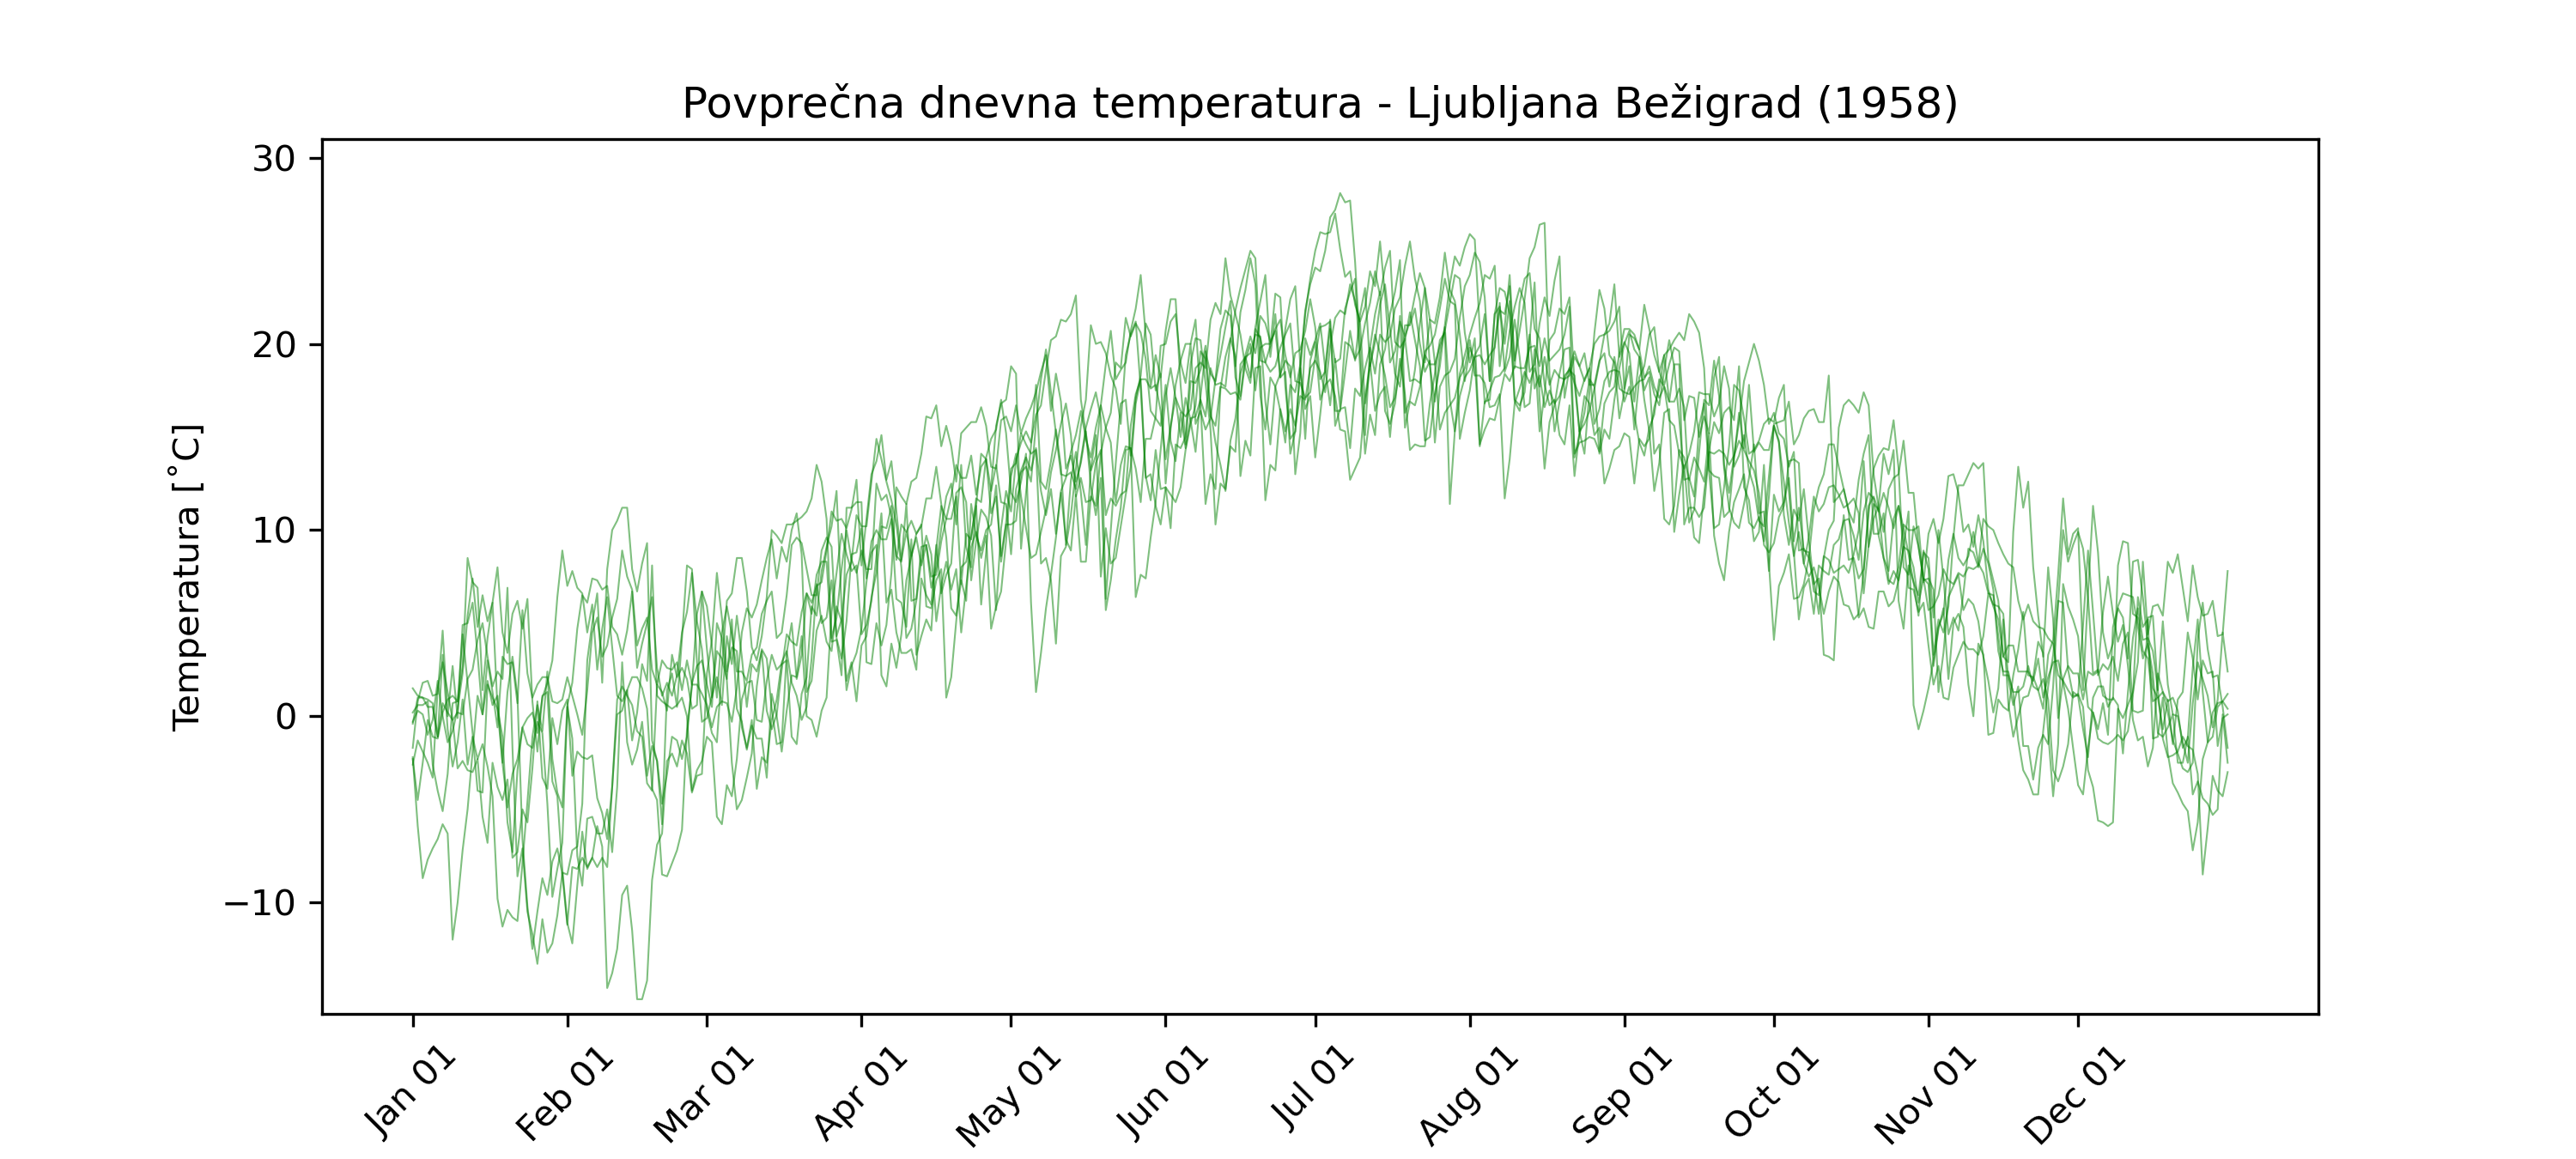 Povprečna dnevna temperatura - Ljubljana Bežigrad (1958)
30
20
10
0
−10
Temperatura [˚C]
Jan 01
Feb 01
Mar 01
Apr 01
May 01
Jun 01
Jul 01
Aug 01
Sep 01
Oct 01
Nov 01
Dec 01